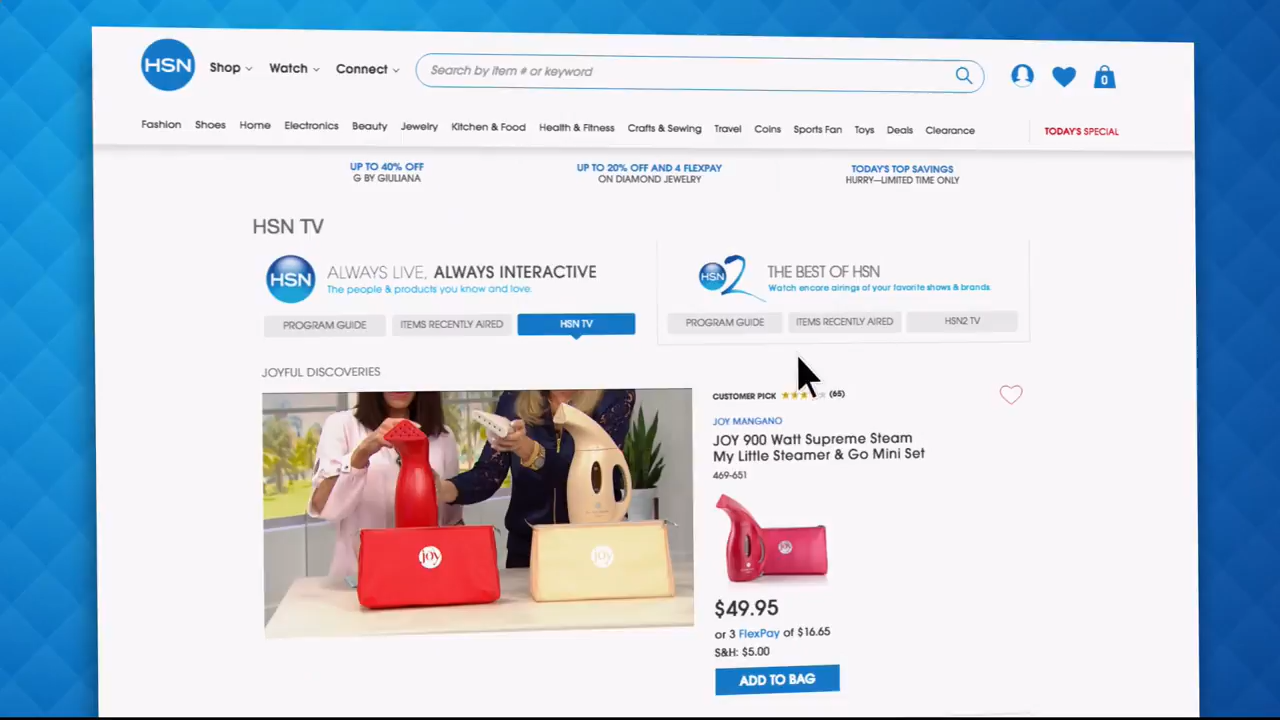 HSN
Shop
Watch
Connect
Search by item # or keyword
0
Fashion Shoes Home Electronics Beauty Jewelry Kitchen & Food Health & Fitness Crafts & Sewing Travel Coins Sports Fan Toys Deals Clearance
TODAY'S SPECIAL
UP TO 40% OFF
G BY GIULIANA
UP TO 20% OFF AND 4 FLEXPAY
ON DIAMOND JEWELRY
TODAY'S TOP SAVINGS
HURRY—LIMITED TIME ONLY
HSN TV
HSN
ALWAYS LIVE, ALWAYS INTERACTIVE
The people & products you know and love.
PROGRAM GUIDE
ITEMS RECENTLY AIRED
HSN TV
HSN2
THE BEST OF HSN
Watch encore airings of your favorite shows & brands.
PROGRAM GUIDE
ITEMS RECENTLY AIRED
HSN2 TV
JOYFUL DISCOVERIES
joy
joy
CUSTOMER PICK
(65)
JOY MANGANO
JOY 900 Watt Supreme Steam
My Little Steamer & Go Mini Set
469-651
joy
$49.95
or 3 FlexPay of $16.65
S&H: $5.00
ADD TO BAG